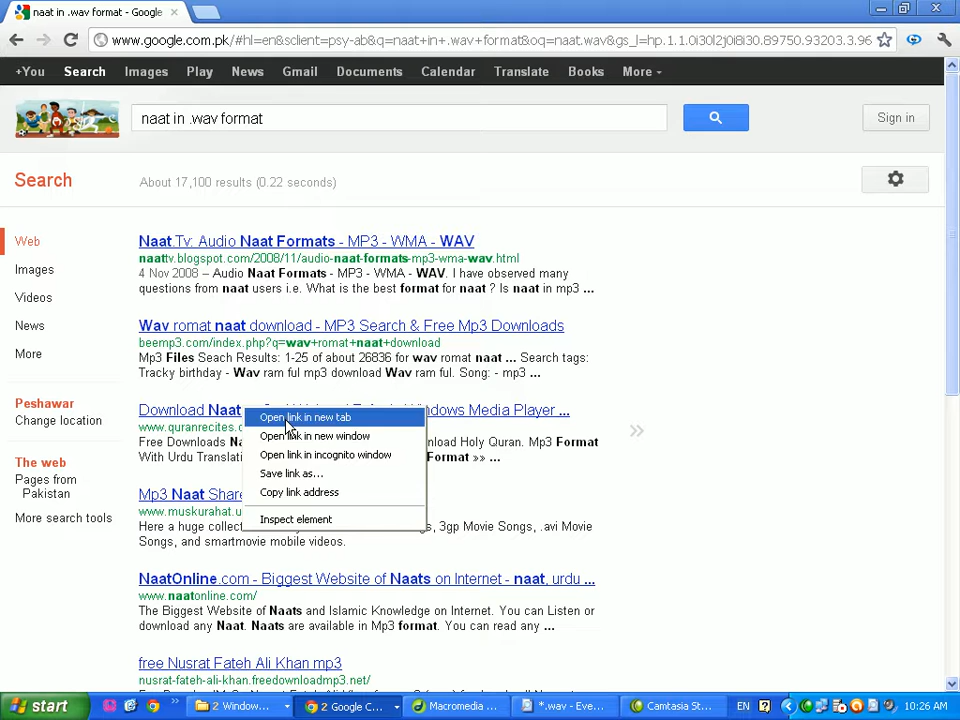 naat in .wav format - Google
www.google.com.pk/#hl=en&sclient=psy-ab&q=naat+in+.wav+format&oq=naat.wav&gs_l=hp.1.1.0i30l2j0i8i30.89750.93203.3.96
+You Search Images Play News Gmail Documents Calendar Translate Books More
naat in .wav format
Sign in
Search
About 17,100 results (0.22 seconds)
Web
Images
Videos
News
More
Peshawar
Change location
The web
Pages from
Pakistan
More search tools
Naat.Tv: Audio Naat Formats - MP3 - WMA - WAV
naattv.blogspot.com/2008/11/audio-naat-formats-mp3-wma-wav.html
4 Nov 2008 – Audio Naat Formats - MP3 - WMA - WAV. I have observed many
questions from naat users i.e. What is the best format for naat ? Is naat in mp3 ...
Wav romat naat download - MP3 Search & Free Mp3 Downloads
beemp3.com/index.php?q=wav+romat+naat+download
Mp3 Files Seach Results: 1-25 of about 26836 for wav romat naat ... Search tags:
Tracky birthday - Wav ram ful mp3 download Wav ram ful. Song: - mp3 ...
Download Naat
indows Media Player ...
www.quranrecites.c
Free Downloads N
nload Holy Quran. Mp3 Format
With Urdu Translati
Format »» ...
Open link in new tab
Open link in new window
Open link in incognito window
Save link as...
Copy link address
Inspect element
Mp3 Naat Share
www.muskurahat.u
Here a huge collect
s, 3gp Movie Songs, .avi Movie
Songs, and smartmovie mobile videos.
NaatOnline.com - Biggest Website of Naats on Internet - naat, urdu ...
www.naatonline.com/
The Biggest Website of Naats and Islamic Knowledge on Internet. You can Listen or
download any Naat. Naats are available in Mp3 format. You can read any ...
free Nusrat Fateh Ali Khan mp3
nusrat-fateh-ali-khan.freedownloadmp3.net/
start
2 Window...
2 Google C...
Macromedia ...
*.wav - Eve...
Camtasia St...
EN
10:26 AM